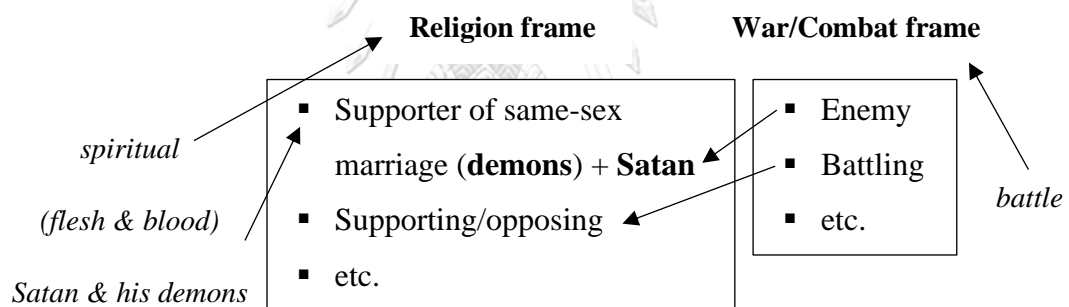 Religion frame War/Combat frame
▪ Supporter of same-sex ▪ Enemy
spiritual marriage (demons) + Satan ▪ Battling
battle
(flesh & blood) ▪ Supporting/opposing ▪ etc.
▪ etc.
Satan & his demons